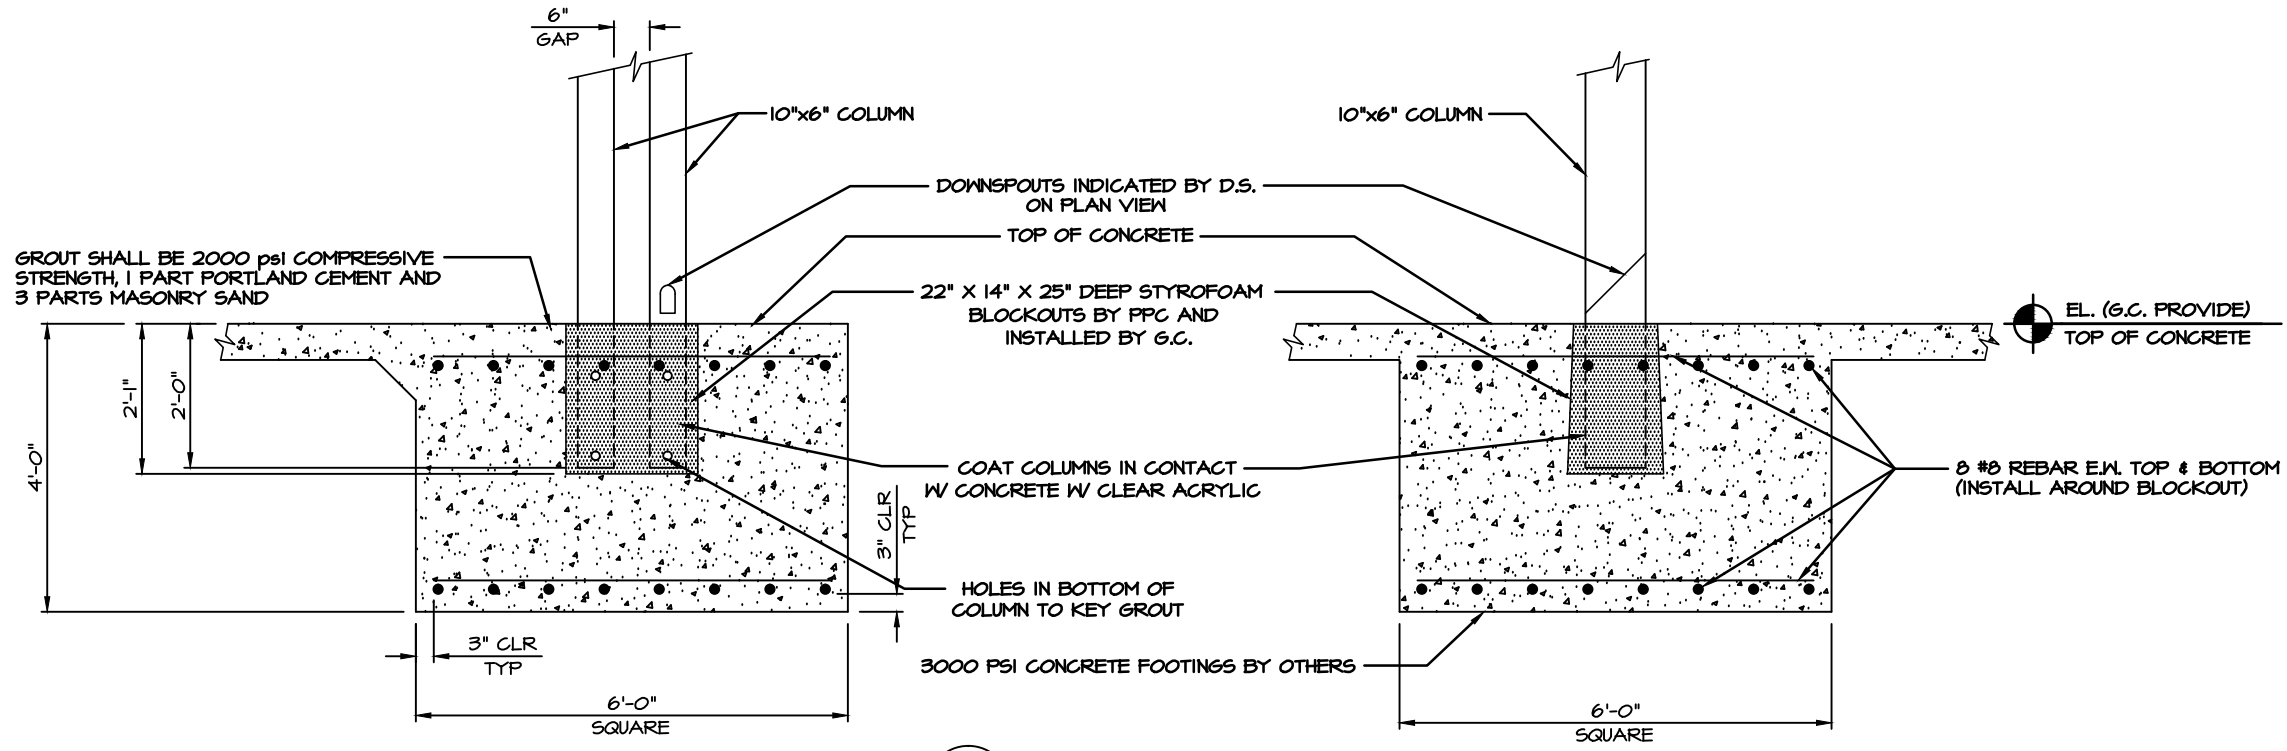 6"
GAP
10"x6" COLUMN
10"x6" COLUMN
DOWNSPOUTS INDICATED BY D.S.
ON PLAN VIEW
TOP OF CONCRETE
GROUT SHALL BE 2000 psi COMPRESSIVE
STRENGTH, 1 PART PORTLAND CEMENT AND
3 PARTS MASONRY SAND
22" X 14" X 25" DEEP STYROFOAM
BLOCKOUTS BY PPC AND
INSTALLED BY G.C.
EL. (G.C. PROVIDE)
TOP OF CONCRETE
4'-0"
2'-1"
2'-0"
COAT COLUMNS IN CONTACT
W/ CONCRETE W/ CLEAR ACRYLIC
8 #8 REBAR E.W. TOP & BOTTOM
(INSTALL AROUND BLOCKOUT)
3" CLR
TYP
HOLES IN BOTTOM OF
COLUMN TO KEY GROUT
3" CLR
TYP
3000 PSI CONCRETE FOOTINGS BY OTHERS
6'-0"
SQUARE
6'-0"
SQUARE